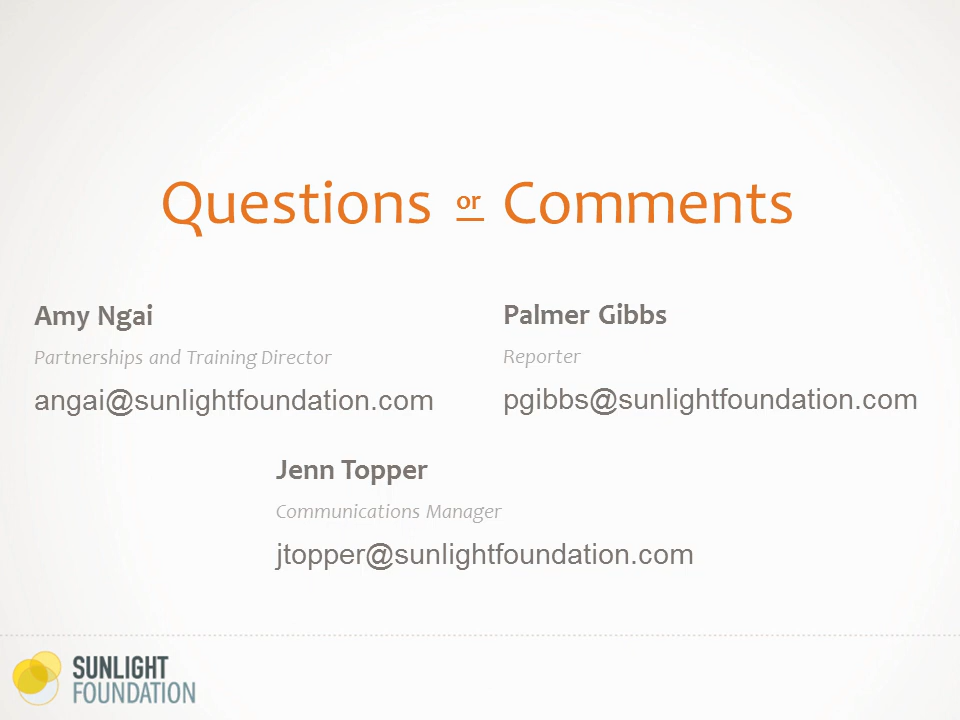 Questions or Comments
Amy Ngai
Partnerships and Training Director
angai@sunlightfoundation.com
Palmer Gibbs
Reporter
pgibbs@sunlightfoundation.com
Jenn Topper
Communications Manager
jtopper@sunlightfoundation.com
SUNLIGHT
FOUNDATION